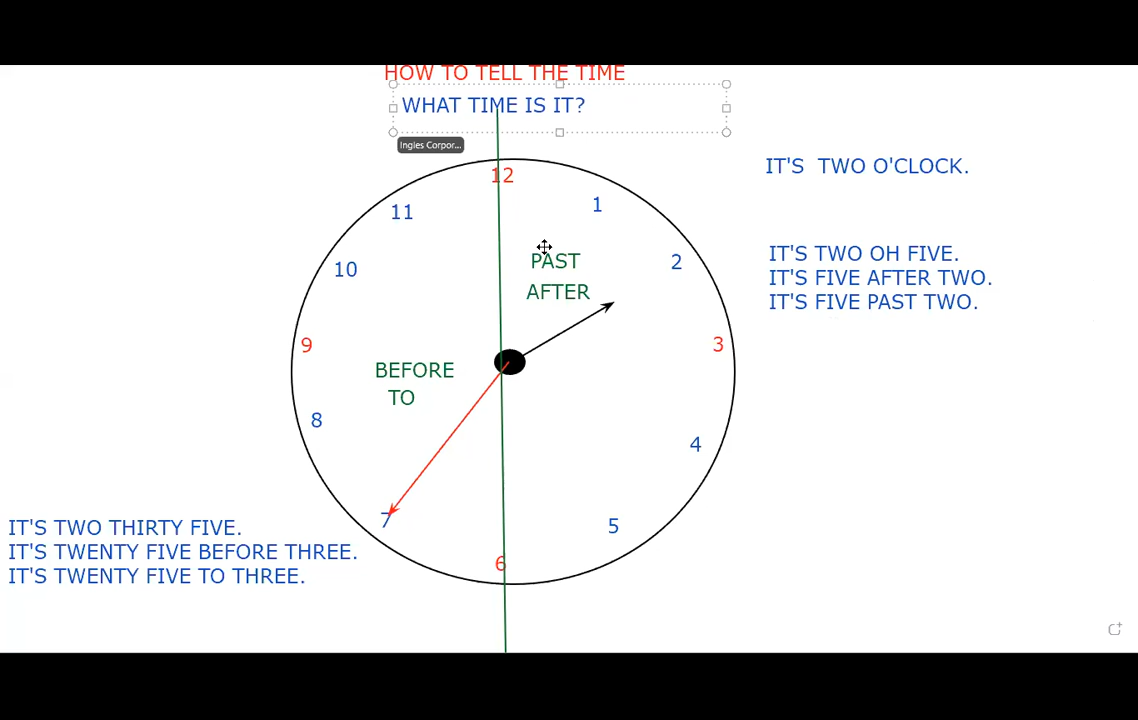 HOW TO TELL THE TIME
WHAT TIME IS IT?
Ingles Corpor...
12
1
2
3
4
5
6
7
8
9
10
11
PAST
AFTER
BEFORE
TO
IT'S TWO O'CLOCK.
IT'S TWO OH FIVE.
IT'S FIVE AFTER TWO.
IT'S FIVE PAST TWO.
IT'S TWO THIRTY FIVE.
IT'S TWENTY FIVE BEFORE THREE.
IT'S TWENTY FIVE TO THREE.